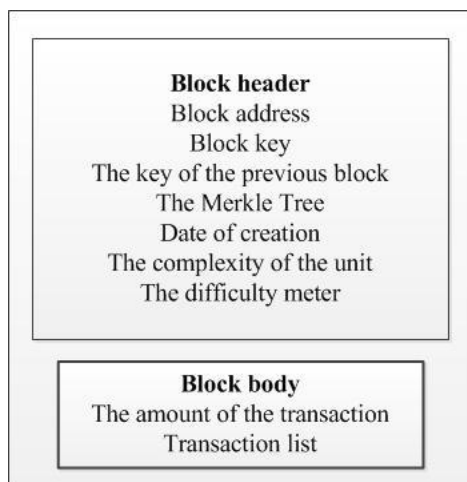 Block header
Block address
Block key
The key of the previous block
The Merkle Tree
Date of creation
The complexity of the unit
The difficulty meter
Block body
The amount of the transaction
Transaction list